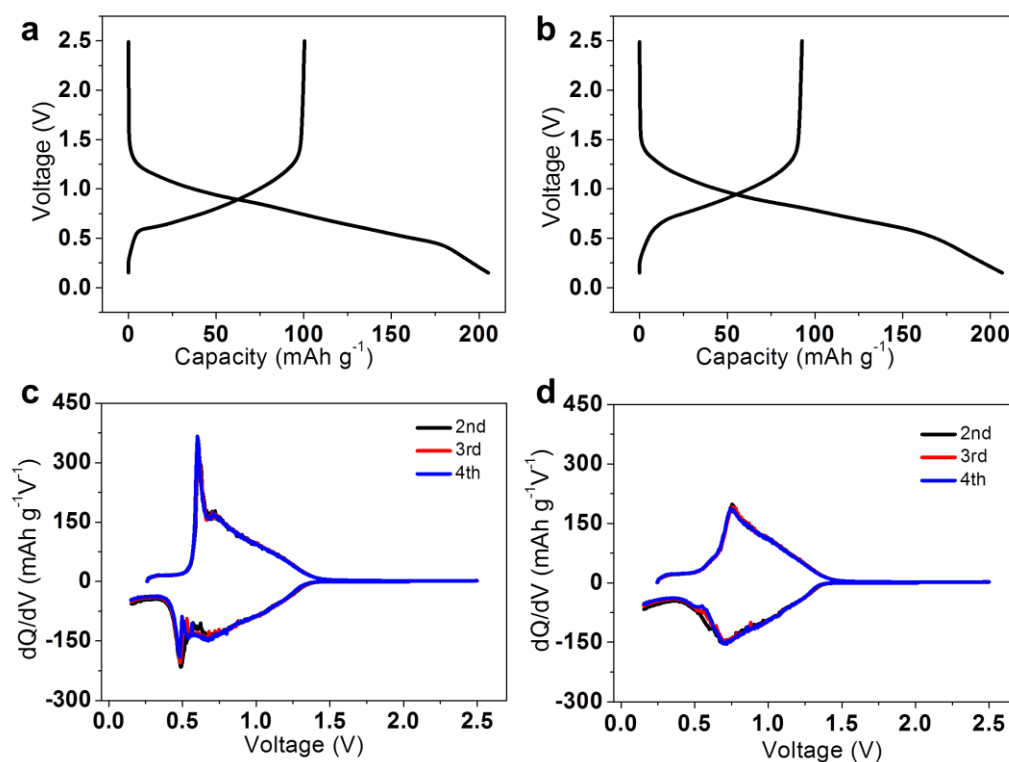 a
2.5
2.0
1.5
1.0
0.5
0.0
Voltage (V)
0 50 100 150 200
Capacity (mAh g⁻¹)
b
2.5
2.0
1.5
1.0
0.5
0.0
Voltage (V)
0 50 100 150 200
Capacity (mAh g⁻¹)
c
450
300
150
0
-150
-300
dQ/dV (mAh g⁻¹V⁻¹)
2nd
3rd
4th
0.0 0.5 1.0 1.5 2.0 2.5
Voltage (V)
d
450
300
150
0
-150
-300
dQ/dV (mAh g⁻¹V⁻¹)
2nd
3rd
4th
0.0 0.5 1.0 1.5 2.0 2.5
Voltage (V)